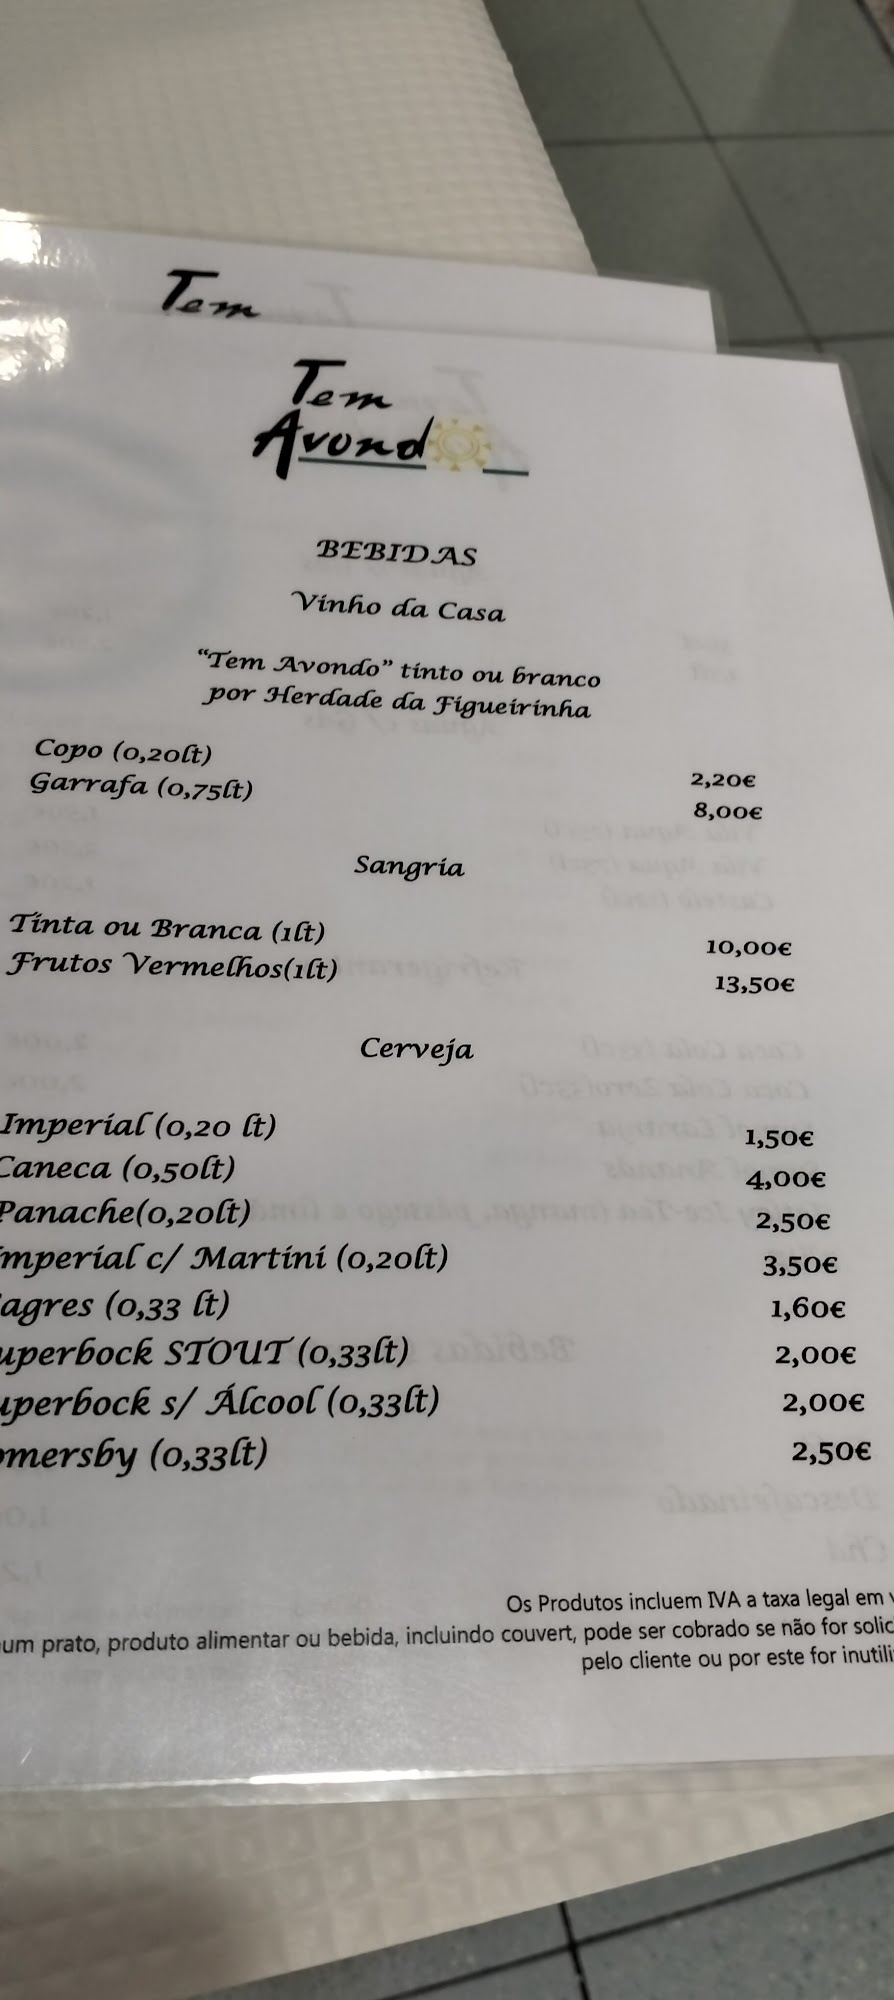 Tem
Tem
Avondo
BEBIDAS
Vinho da Casa
"Tem Avondo" tinto ou branco
por Herdade da Figueirinha
Copo (0,20lt) 2,20€
Garrafa (0,75lt) 8,00€
Sangria
Tinta ou Branca (1lt) 10,00€
Frutos Vermelhos(1lt) 13,50€
Cerveja
Imperial (0,20 lt) 1,50€
Caneca (0,50lt) 4,00€
Panache(0,20lt) 2,50€
mperial c/ Martini (0,20lt) 3,50€
agres (0,33 lt) 1,60€
uperbock STOUT (0,33lt) 2,00€
uperbock s/ Álcool (0,33lt) 2,00€
omersby (0,33lt) 2,50€
Os Produtos incluem IVA a taxa legal em v
um prato, produto alimentar ou bebida, incluindo couvert, pode ser cobrado se não for solic
pelo cliente ou por este for inutili